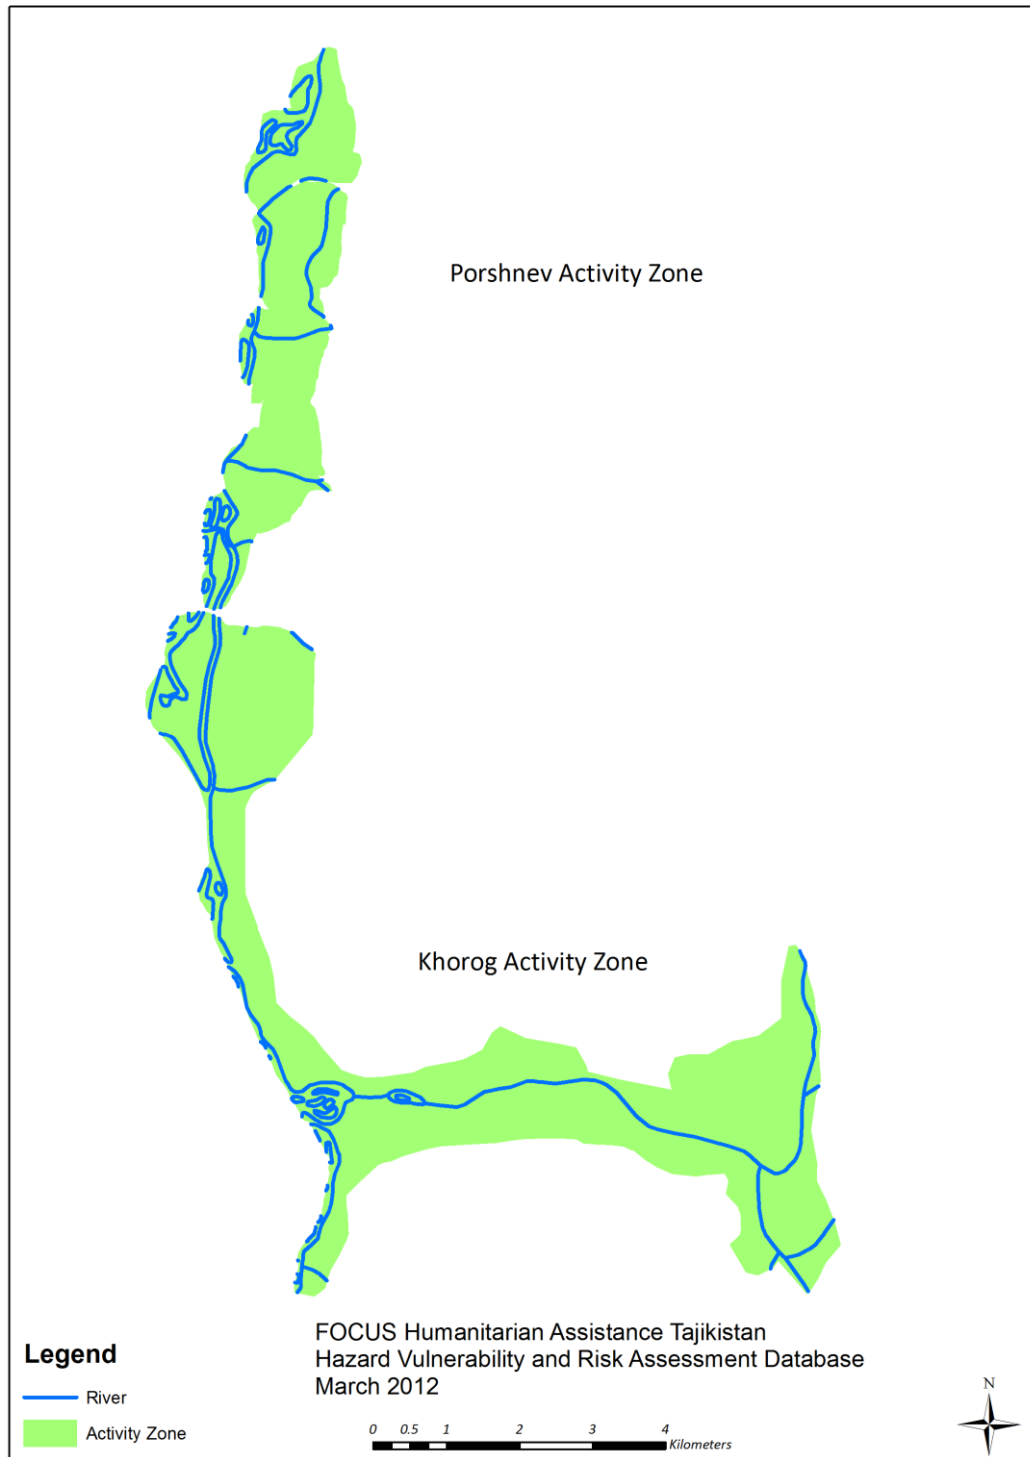 Porshnev Activity Zone
Khorog Activity Zone
FOCUS Humanitarian Assistance Tajikistan
Hazard Vulnerability and Risk Assessment Database
March 2012
Legend
River
Activity Zone
0 0.5 1 2 3 4
Kilometers
N